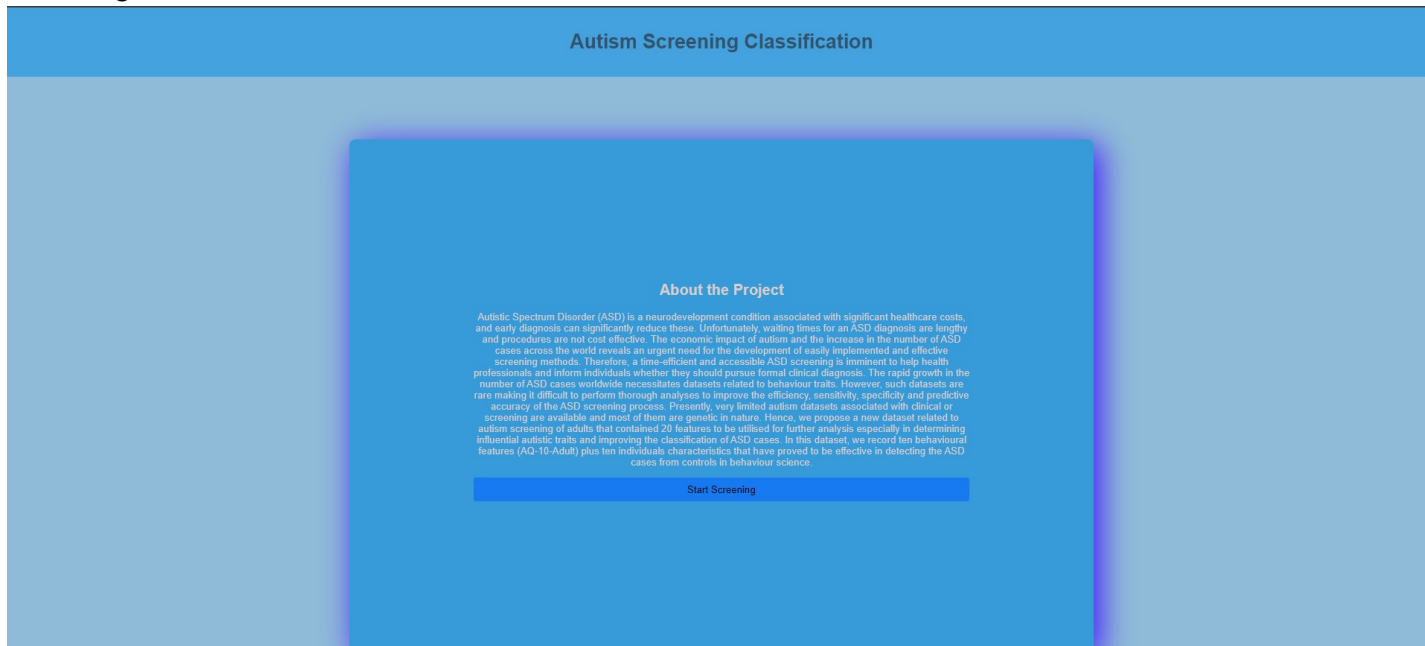 Autism Screening Classification
About the Project
Autistic Spectrum Disorder (ASD) is a neurodevelopment condition associated with significant healthcare costs,
and early diagnosis can significantly reduce these. Unfortunately, waiting times for an ASD diagnosis are lengthy
and procedures are not cost effective. The economic impact of autism and the increase in the number of ASD
cases across the world reveals an urgent need for the development of easily implemented and effective
screening methods. Therefore, a time-efficient and accessible ASD screening is imminent to help health
professionals and inform individuals whether they should pursue formal clinical diagnosis. The rapid growth in the
number of ASD cases worldwide necessitates datasets related to behaviour traits. However, such datasets are
rare making it difficult to perform thorough analyses to improve the efficiency, sensitivity, specificity and predictive
accuracy of the ASD screening process. Presently, very limited autism datasets associated with clinical or
screening are available and most of them are genetic in nature. Hence, we propose a new dataset related to
autism screening of adults that contained 20 features to be utilised for further analysis especially in determining
influential autistic traits and improving the classification of ASD cases. In this dataset, we record ten behavioural
features (AQ-10-Adult) plus ten individuals characteristics that have proved to be effective in detecting the ASD
cases from controls in behaviour science.
Start Screening